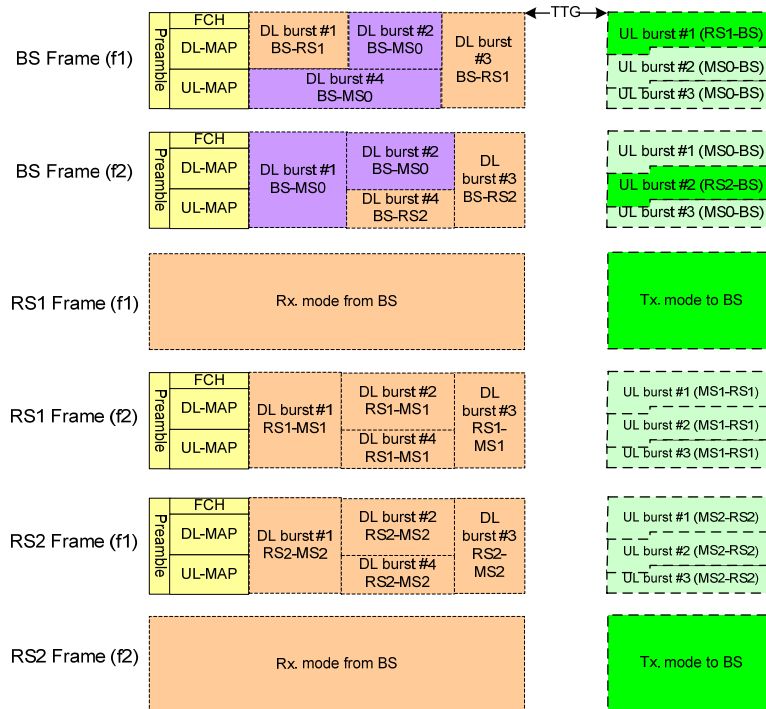 TTG
BS Frame (f1)
Preamble
FCH
DL-MAP
UL-MAP
DL burst #1
BS-RS1
DL burst #2
BS-MS0
DL burst
#3
BS-RS1
DL burst #4
BS-MS0
UL burst #1 (RS1-BS)
UL burst #2 (MS0-BS)
UL burst #3 (MS0-BS)
BS Frame (f2)
Preamble
FCH
DL-MAP
UL-MAP
DL burst #1
BS-MS0
DL burst #2
BS-MS0
DL
burst #3
BS-RS2
DL burst #4
BS-RS2
UL burst #1 (MS0-BS)
UL burst #2 (RS2-BS)
UL burst #3 (MS0-BS)
RS1 Frame (f1)
Rx. mode from BS
Tx. mode to BS
RS1 Frame (f2)
Preamble
FCH
DL-MAP
UL-MAP
DL burst #1
RS1-MS1
DL burst #2
RS1-MS1
DL
burst #3
RS1-
MS1
DL burst #4
RS1-MS1
UL burst #1 (MS1-RS1)
UL burst #2 (MS1-RS1)
UL burst #3 (MS1-RS1)
RS2 Frame (f1)
Preamble
FCH
DL-MAP
UL-MAP
DL burst #1
RS2-MS2
DL burst #2
RS2-MS2
DL
burst #3
RS2-
MS2
DL burst #4
RS2-MS2
UL burst #1 (MS2-RS2)
UL burst #2 (MS2-RS2)
UL burst #3 (MS2-RS2)
RS2 Frame (f2)
Rx. mode from BS
Tx. mode to BS